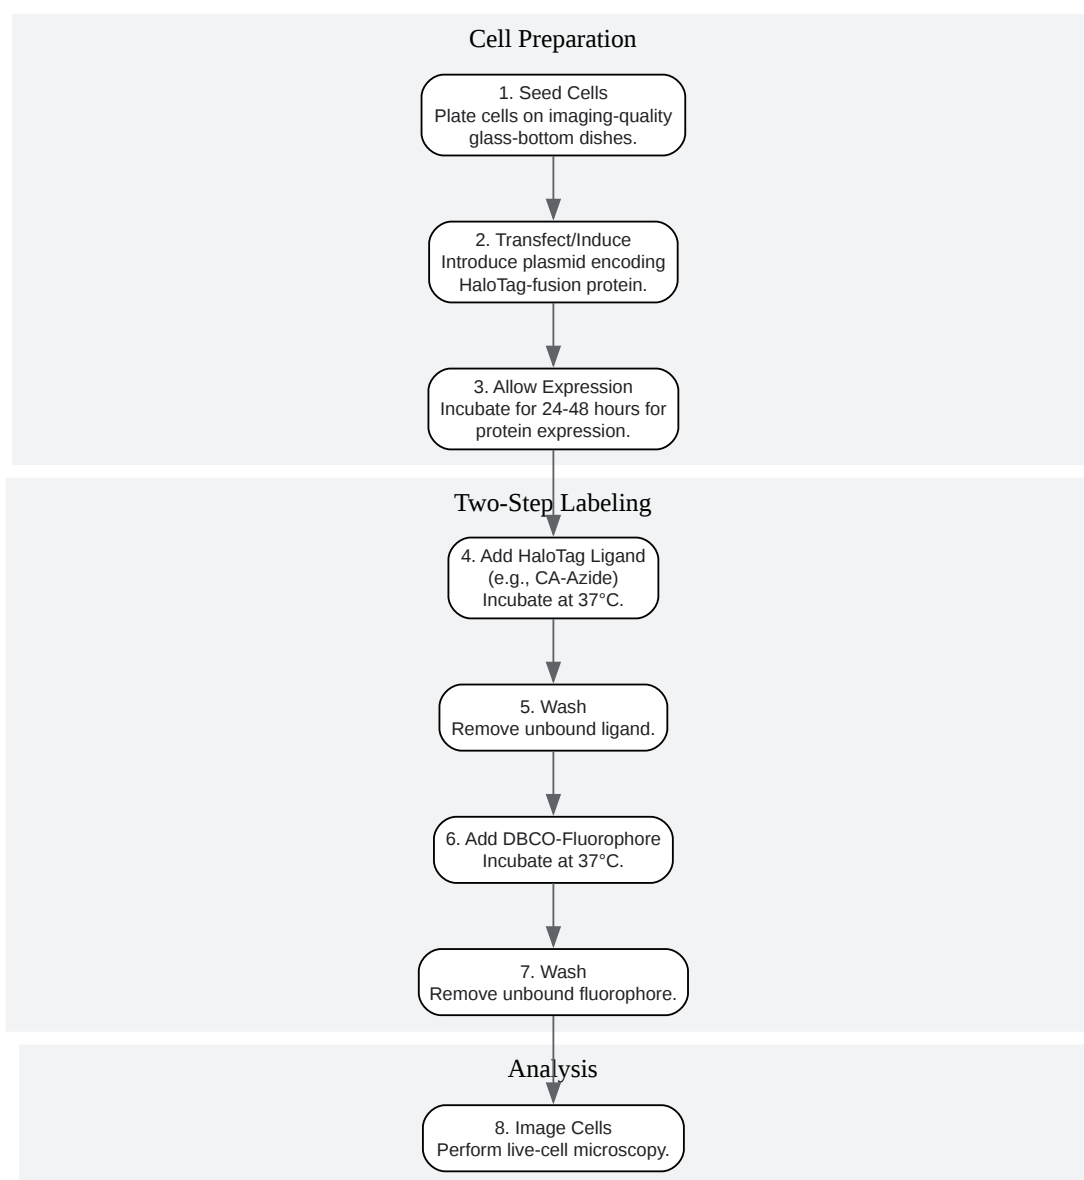 Cell Preparation
1. Seed Cells
Plate cells on imaging-quality
glass-bottom dishes.
2. Transfect/Induce
Introduce plasmid encoding
HaloTag-fusion protein.
3. Allow Expression
Incubate for 24-48 hours for
protein expression.
Two-Step Labeling
4. Add HaloTag Ligand
(e.g., CA-Azide)
Incubate at 37°C.
5. Wash
Remove unbound ligand.
6. Add DBCO-Fluorophore
Incubate at 37°C.
7. Wash
Remove unbound fluorophore.
Analysis
8. Image Cells
Perform live-cell microscopy.